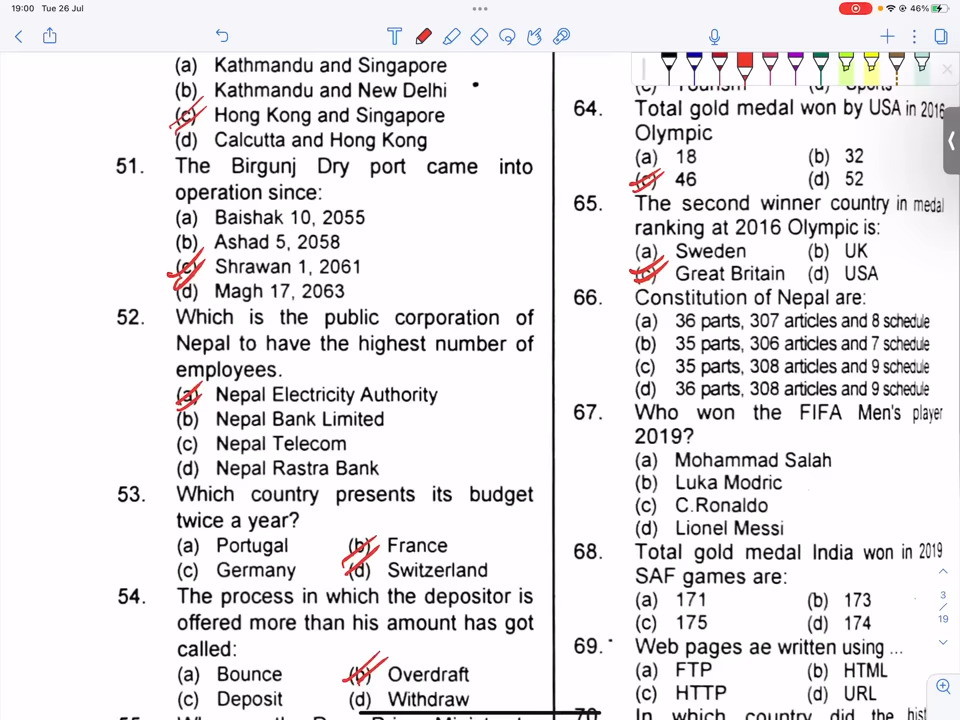 19:00 Tue 26 Jul
46%
(a) Kathmandu and Singapore
(b) Kathmandu and New Delhi
(c) Hong Kong and Singapore
(d) Calcutta and Hong Kong
51. The Birgunj Dry port came into
operation since:
(a) Baishak 10, 2055
(b) Ashad 5, 2058
(c) Shrawan 1, 2061
(d) Magh 17, 2063
52. Which is the public corporation of
Nepal to have the highest number of
employees.
(a) Nepal Electricity Authority
(b) Nepal Bank Limited
(c) Nepal Telecom
(d) Nepal Rastra Bank
53. Which country presents its budget
twice a year?
(a) Portugal (b) France
(c) Germany (d) Switzerland
54. The process in which the depositor is
offered more than his amount has got
called:
(a) Bounce (b) Overdraft
(c) Deposit (d) Withdraw
(c) Tourism (d) Sports
64. Total gold medal won by USA in 2016
Olympic
(a) 18 (b) 32
(c) 46 (d) 52
65. The second winner country in medal
ranking at 2016 Olympic is:
(a) Sweden (b) UK
(c) Great Britain (d) USA
66. Constitution of Nepal are:
(a) 36 parts, 307 articles and 8 schedule
(b) 35 parts, 306 articles and 7 schedule
(c) 35 parts, 308 articles and 9 schedule
(d) 36 parts, 308 articles and 9 schedule
67. Who won the FIFA Men's player
2019?
(a) Mohammad Salah
(b) Luka Modric
(c) C.Ronaldo
(d) Lionel Messi
68. Total gold medal India won in 2019
SAF games are:
(a) 171 (b) 173
(c) 175 (d) 174
69. Web pages ae written using ...
(a) FTP (b) HTML
(c) HTTP (d) URL
70. In which country did the
3
/
19